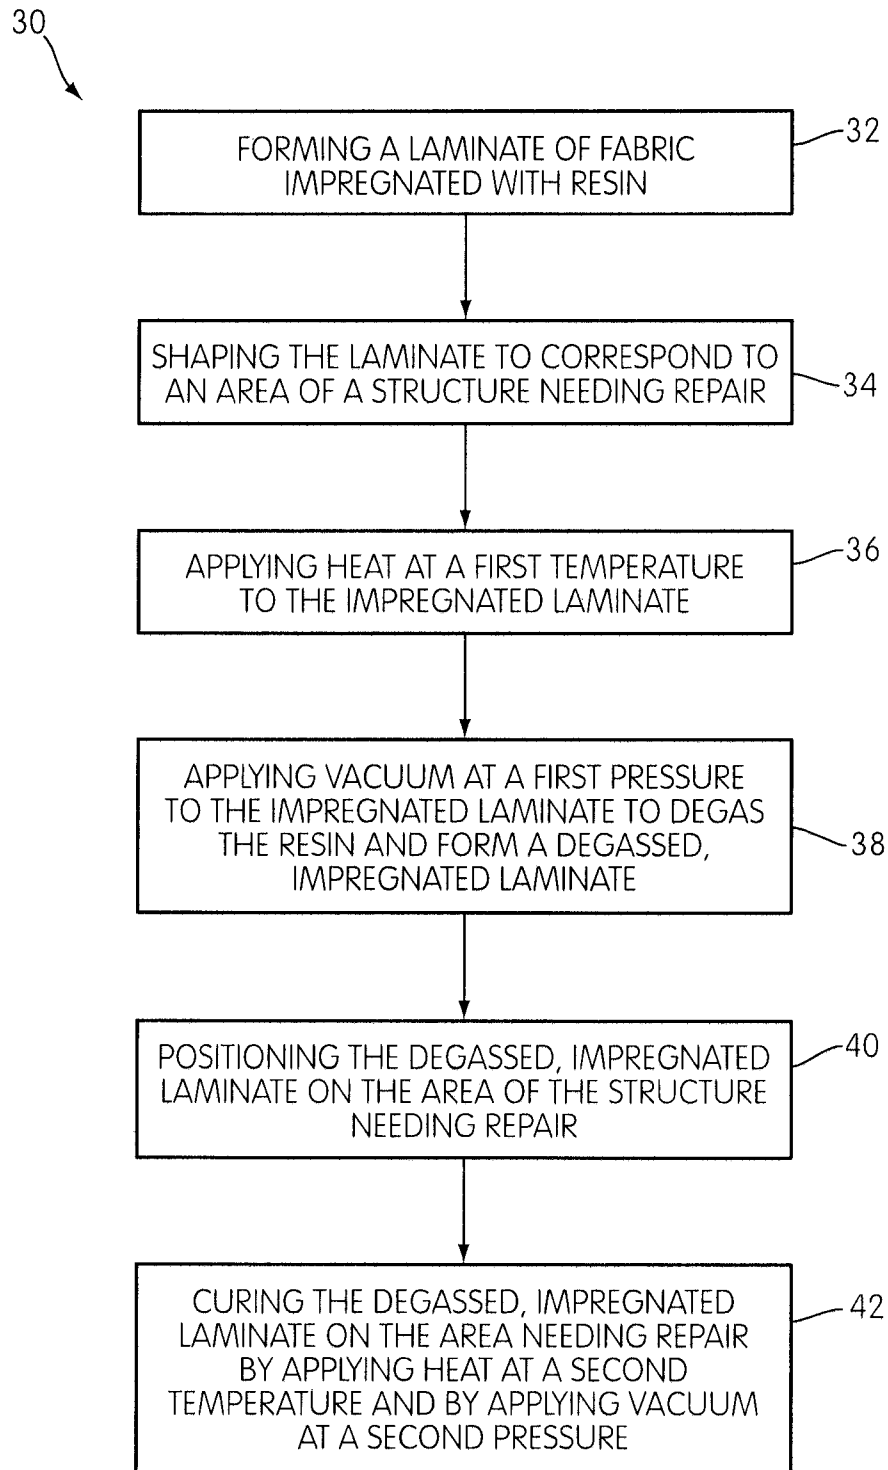 30
FORMING A LAMINATE OF FABRIC
IMPREGNATED WITH RESIN
32
SHAPING THE LAMINATE TO CORRESPOND TO
AN AREA OF A STRUCTURE NEEDING REPAIR
34
APPLYING HEAT AT A FIRST TEMPERATURE
TO THE IMPREGNATED LAMINATE
36
APPLYING VACUUM AT A FIRST PRESSURE
TO THE IMPREGNATED LAMINATE TO DEGAS
THE RESIN AND FORM A DEGASSED,
IMPREGNATED LAMINATE
38
POSITIONING THE DEGASSED, IMPREGNATED
LAMINATE ON THE AREA OF THE STRUCTURE
NEEDING REPAIR
40
CURING THE DEGASSED, IMPREGNATED
LAMINATE ON THE AREA NEEDING REPAIR
BY APPLYING HEAT AT A SECOND
TEMPERATURE AND BY APPLYING VACUUM
AT A SECOND PRESSURE
42